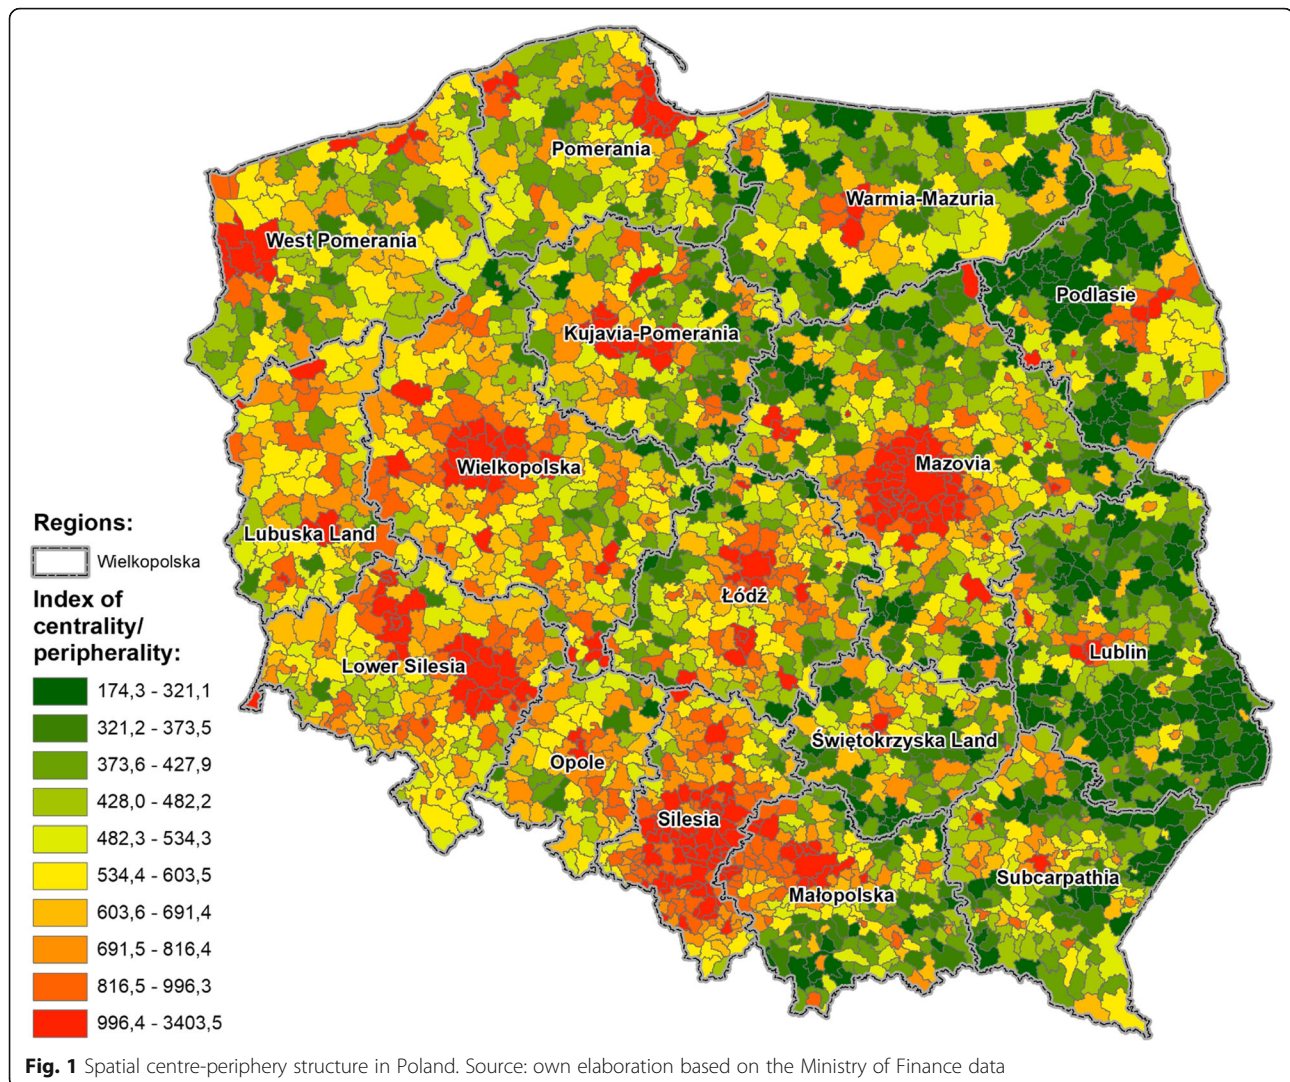 Pomerania
Warmia-Mazuria
West Pomerania
Podlasie
Kujavia-Pomerania
Wielkopolska
Mazovia
Lubuska Land
Łódź
Lublin
Lower Silesia
Świętokrzyska Land
Opole
Silesia
Subcarpathia
Małopolska
Regions:
Wielkopolska
Index of
centrality/
peripherality:
174,3 - 321,1
321,2 - 373,5
373,6 - 427,9
428,0 - 482,2
482,3 - 534,3
534,4 - 603,5
603,6 - 691,4
691,5 - 816,4
816,5 - 996,3
996,4 - 3403,5
Fig. 1 Spatial centre-periphery structure in Poland. Source: own elaboration based on the Ministry of Finance data